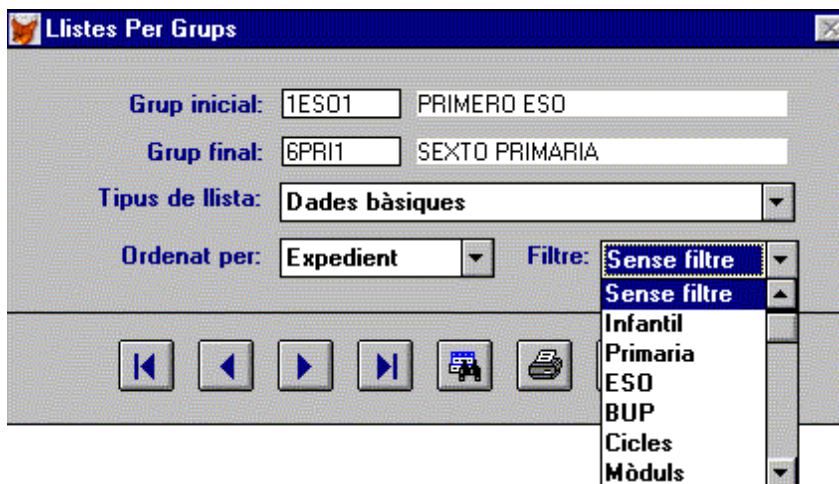 Llistes Per Grups
Grup inicial: 1ESO1 PRIMERO ESO
Grup final: 6PRI1 SEXTO PRIMARIA
Tipus de llista: Dades bàsiques
Ordenat per: Expedient Filtre: Sense filtre
Sense filtre
Infantil
Primaria
ESO
BUP
Cicles
Mòduls